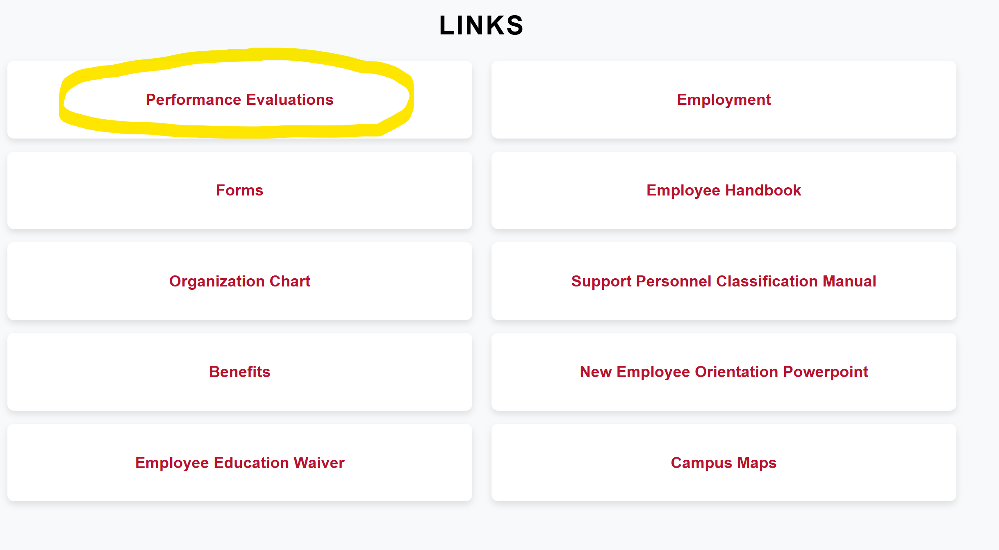 LINKS
Performance Evaluations
Employment
Forms
Employee Handbook
Organization Chart
Support Personnel Classification Manual
Benefits
New Employee Orientation Powerpoint
Employee Education Waiver
Campus Maps